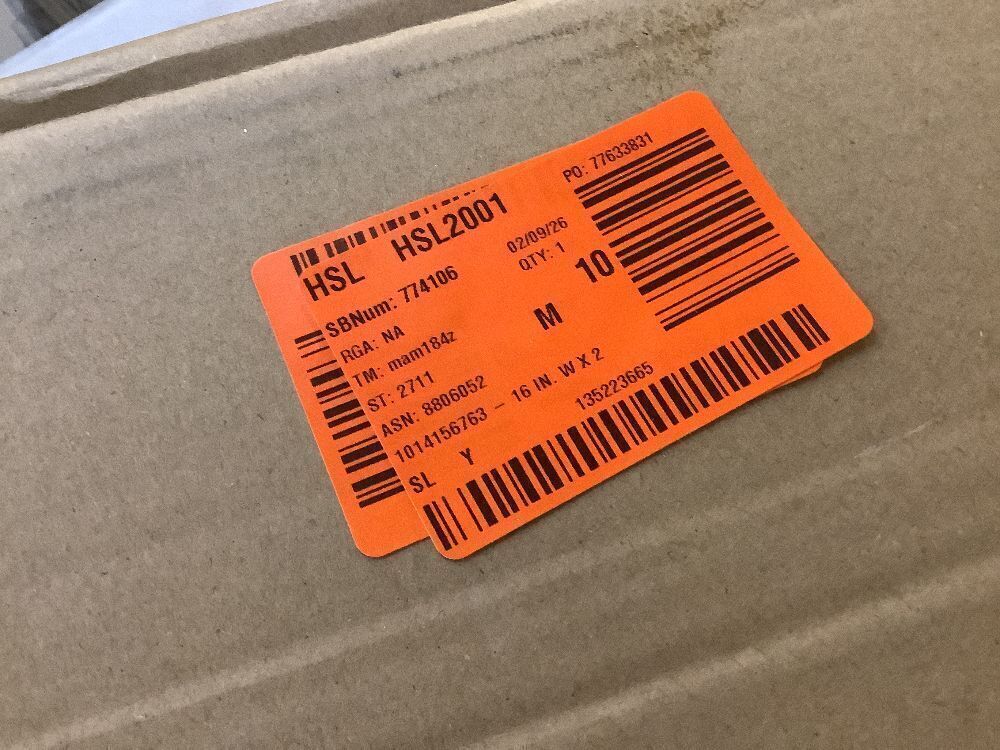 PO: 77633831
HSL HSL2001
SBNum: 774106 02/09/26
RGA: NA QTY: 1
TM: mam184z M 10
ST: 2711
ASN: 8806052
1014156763 – 16 IN. W X 2
SL Y 135223665